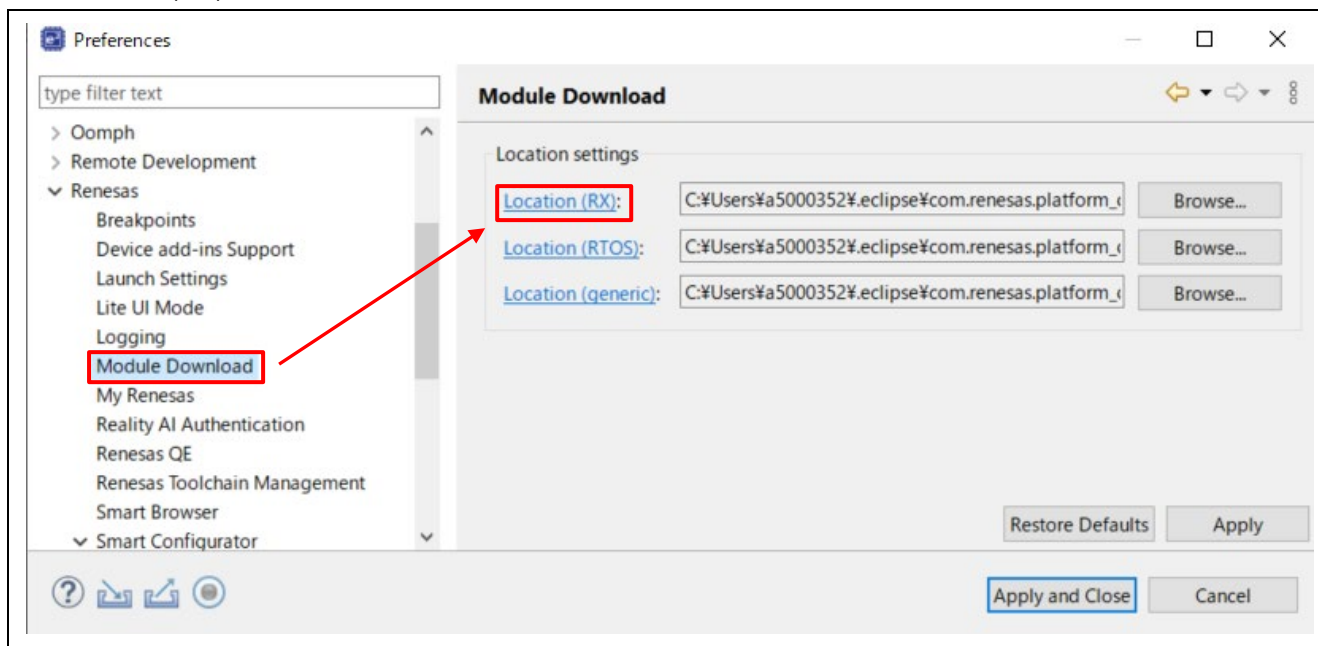 Preferences
type filter text
Module Download
Oomph
Remote Development
Renesas
Breakpoints
Device add-ins Support
Launch Settings
Lite UI Mode
Logging
Module Download
My Renesas
Reality AI Authentication
Renesas QE
Renesas Toolchain Management
Smart Browser
Smart Configurator
Location settings
Location (RX): C:¥Users¥a5000352¥.eclipse¥com.renesas.platform_ Browse...
Location (RTOS): C:¥Users¥a5000352¥.eclipse¥com.renesas.platform_ Browse...
Location (generic): C:¥Users¥a5000352¥.eclipse¥com.renesas.platform_ Browse...
Restore Defaults Apply
Apply and Close Cancel